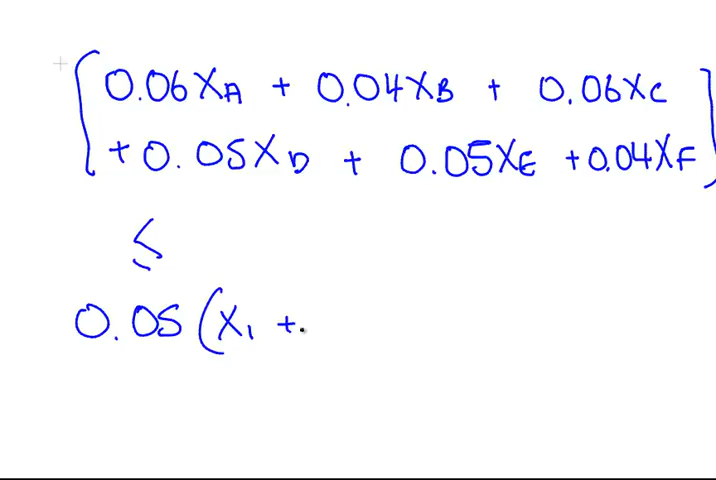 [0.06XA + 0.04XB + 0.06XC
+ 0.05XD + 0.05XE + 0.04XF]
≤
0.05 (X1 +